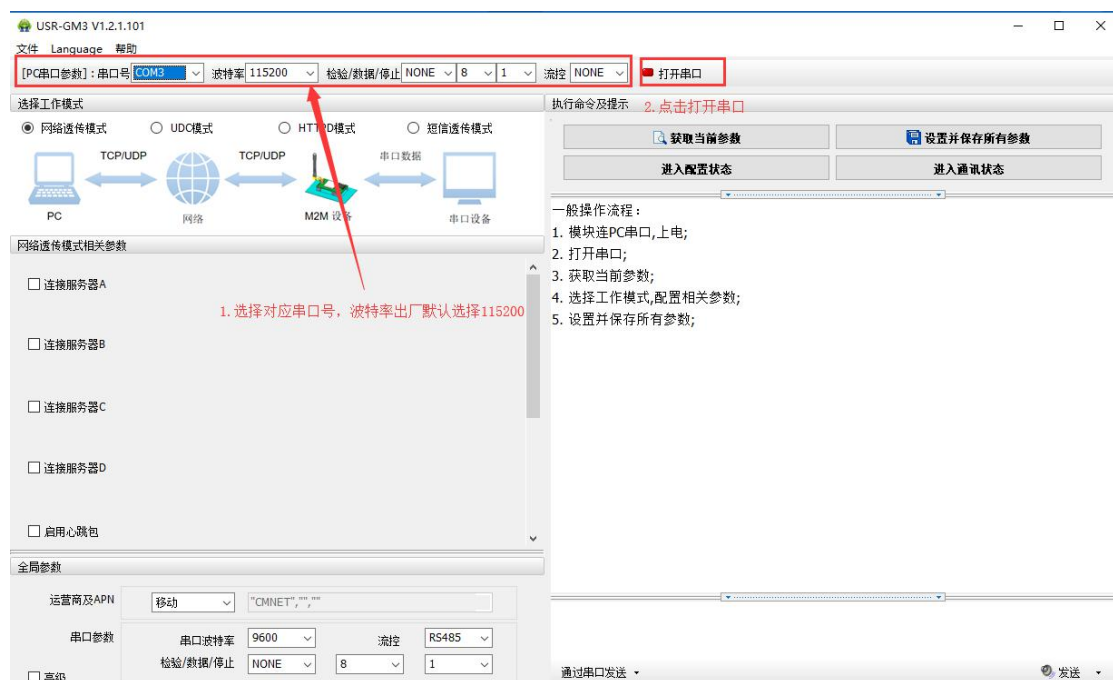 USR-GM3 V1.2.1.101
文件 Language 帮助
[PC串口参数]:串口号 COM3 波特率 115200 检验/数据/停止 NONE 8 1 流控 NONE 打开串口
选择工作模式
网络透传模式 UDC模式 HTTPD模式 短信透传模式
TCP/UDP TCP/UDP 串口数据
PC 网络 M2M 设备 串口设备
网络透传模式相关参数
连接服务器A
1.选择对应串口号，波特率出厂默认选择115200
连接服务器B
连接服务器C
连接服务器D
启用心跳包
全局参数
运营商及APN 移动 "CMNET","",""
串口参数 串口波特率 9600 流控 RS485
检验/数据/停止 NONE 8 1
高级
执行命令及提示 2.点击打开串口
获取当前参数 设置并保存所有参数
进入配置状态 进入通讯状态
一般操作流程:
1. 模块连PC串口,上电;
2. 打开串口;
3. 获取当前参数;
4. 选择工作模式,配置相关参数;
5. 设置并保存所有参数;
通过串口发送 发送